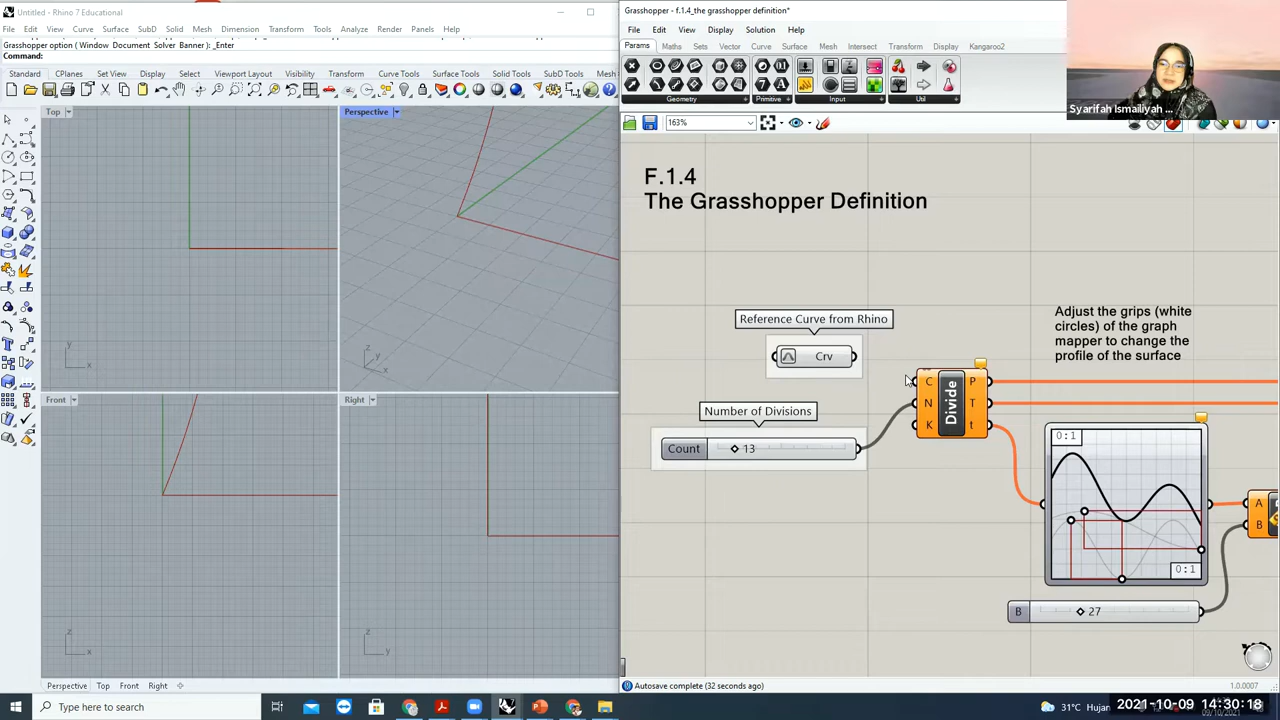 Untitled - Rhino 7 Educational
File Edit View Curve Surface SubD Solid Mesh Dimension Transform Tools Analyze Render Panels Help
Grasshopper option ( Window Document Solver Banner ): _Enter
Command:
Standard CPlanes Set View Display Select Viewport Layout Visibility Transform Curve Tools Surface Tools Solid Tools SubD Tools Mesh
Top
Perspective
Front
Right
y
x
z
y
x
z
x
z
y
Perspective Top Front Right
Grasshopper - f.1.4_the grasshopper definition*
File Edit View Display Solution Help
Params Maths Sets Vector Curve Surface Mesh Intersect Transform Display Kangaroo2
Geometry Primitive Input Util
163%
Syarifah Ismailiyah ...
F.1.4
The Grasshopper Definition
Reference Curve from Rhino
Crv
Number of Divisions
Count 13
C N K Divide P T t
Adjust the grips (white
circles) of the graph
mapper to change the
profile of the surface
0:1
0:1
A
B
B 27
Autosave complete (32 seconds ago)
1.0.0007
Type here to search
31°C Hujan
2021-10-09 14:30:18